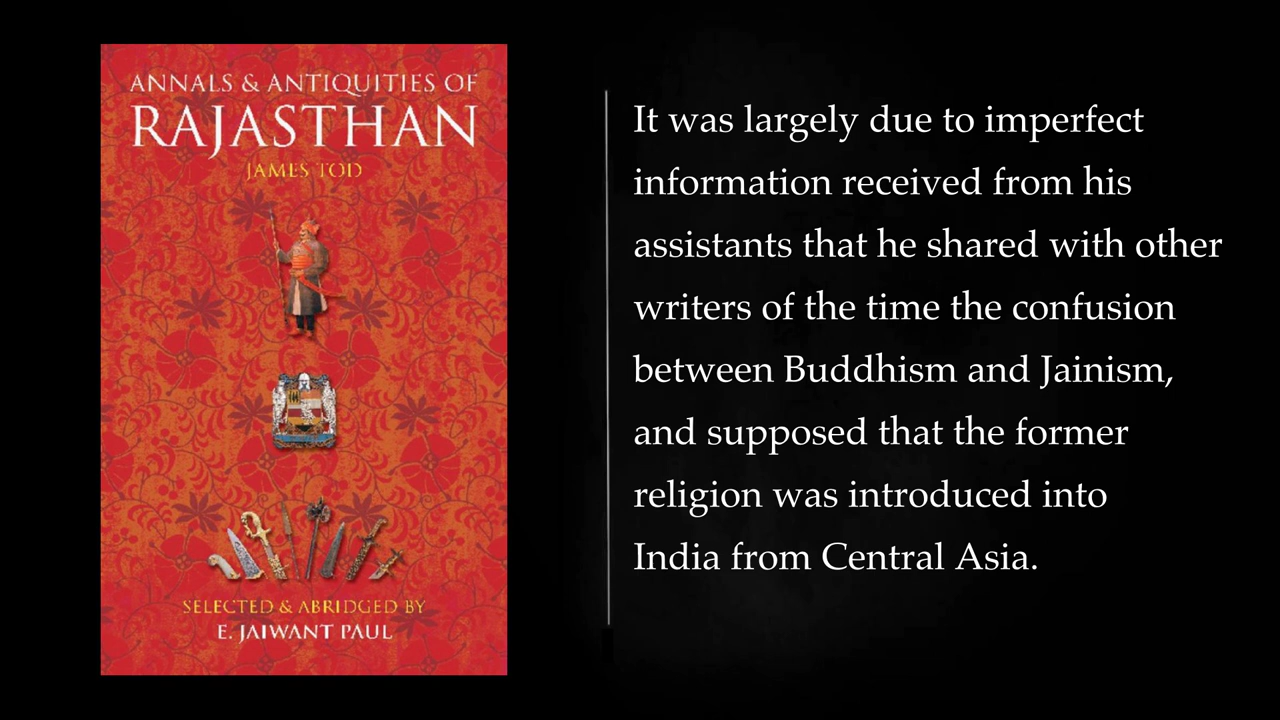 ANNALS & ANTIQUITIES OF
RAJASTHAN
JAMES TOD
SELECTED & ABRIDGED BY
E. JAIWANT PAUL
It was largely due to imperfect
information received from his
assistants that he shared with other
writers of the time the confusion
between Buddhism and Jainism,
and supposed that the former
religion was introduced into
India from Central Asia.